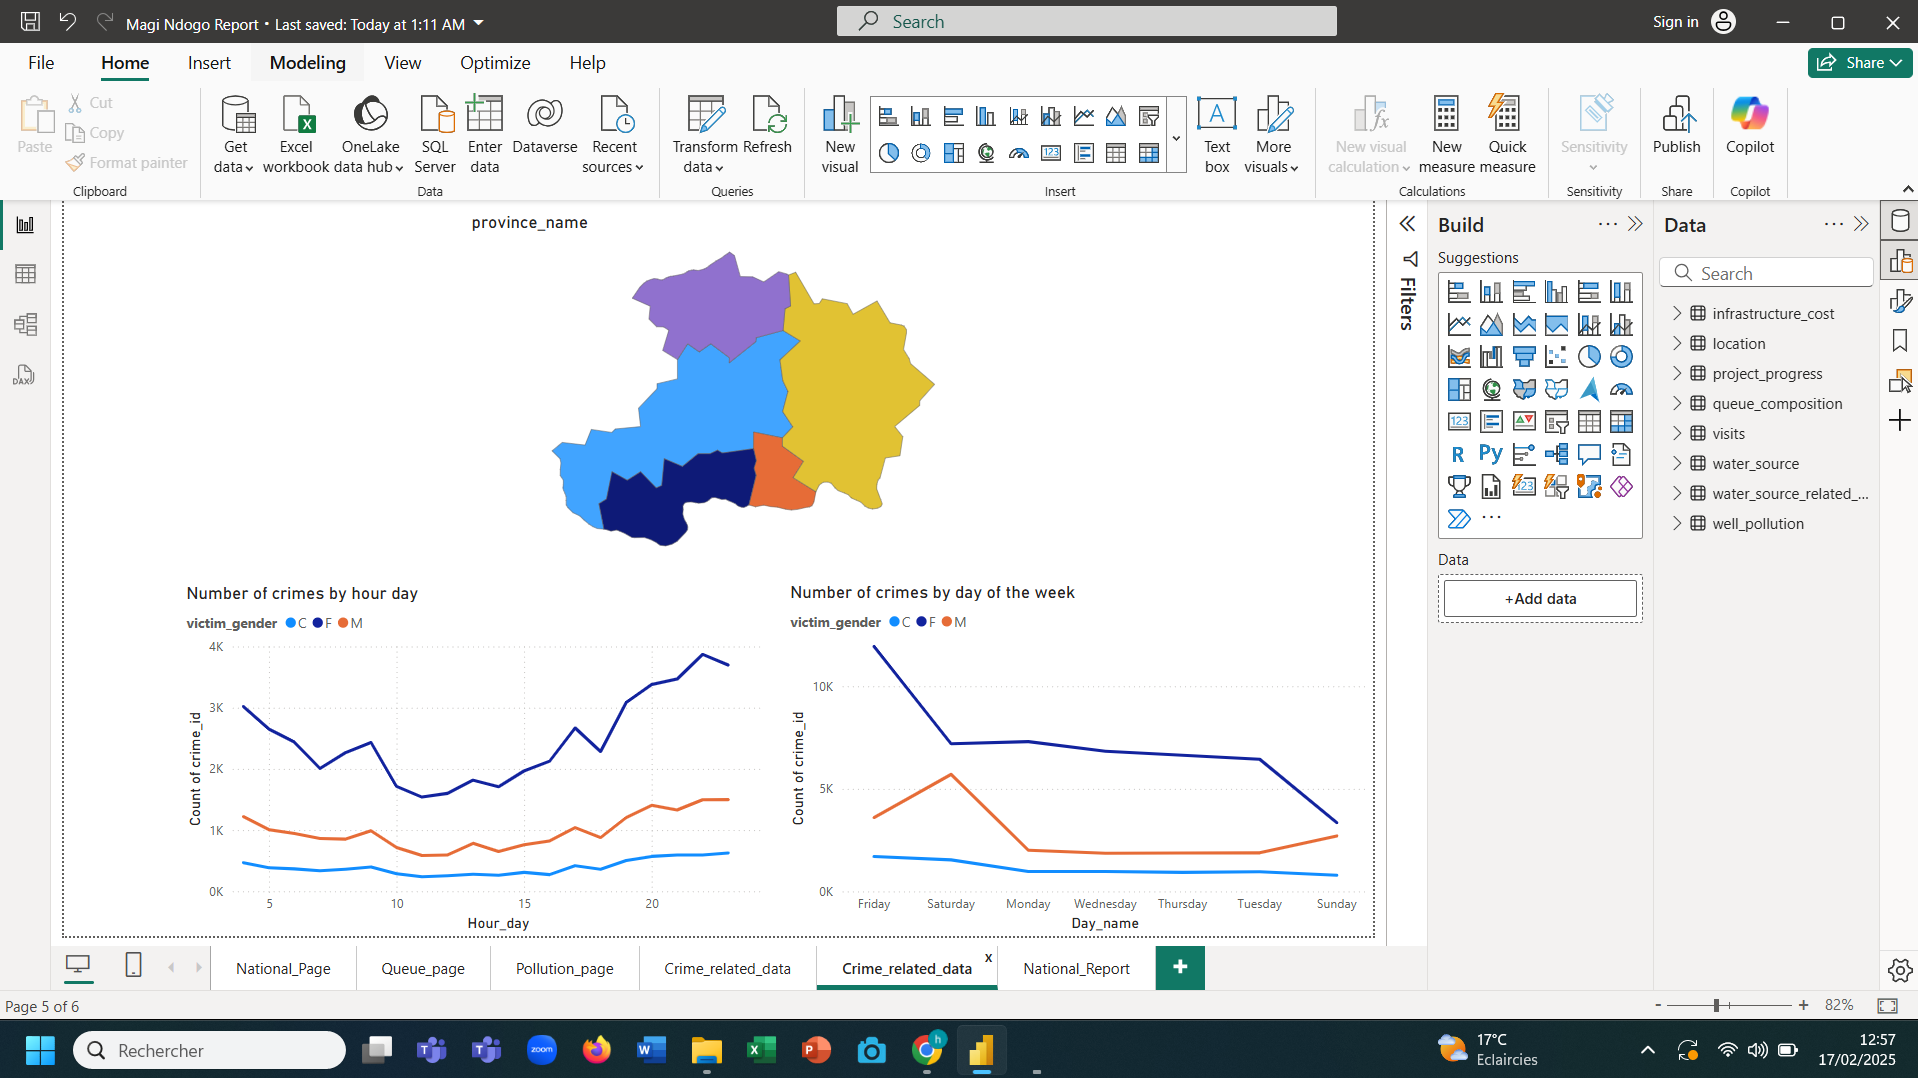 Magi Ndogo Report • Last saved: Today at 1:11 AM
Search
Sign in
File
Home
Insert
Modeling
View
Optimize
Help
Share
Paste
Cut
Copy
Format painter
Clipboard
Get data
Excel workbook
OneLake data hub
SQL Server
Enter data
Dataverse
Recent sources
Data
Transform data
Refresh
Queries
New visual
Insert
Text box
More visuals
New visual calculation
New measure
Quick measure
Calculations
Sensitivity
Sensitivity
Publish
Share
Copilot
Copilot
province_name
Number of crimes by hour day
victim_gender C F M
4K
3K
2K
1K
0K
Count of crime_id
5 10 15 20
Hour_day
Number of crimes by day of the week
victim_gender C F M
10K
5K
0K
Count of crime_id
Friday Saturday Monday Wednesday Thursday Tuesday Sunday
Day_name
Filters
Build
Suggestions
R Py
123
Data
+Add data
Data
Search
infrastructure_cost
location
project_progress
queue_composition
visits
water_source
water_source_related_...
well_pollution
DAX
National_Page
Queue_page
Pollution_page
Crime_related_data
Crime_related_data
x
National_Report
+
Page 5 of 6
- + 82%
Rechercher
zoom
17°C
Eclaircies
12:57
17/02/2025